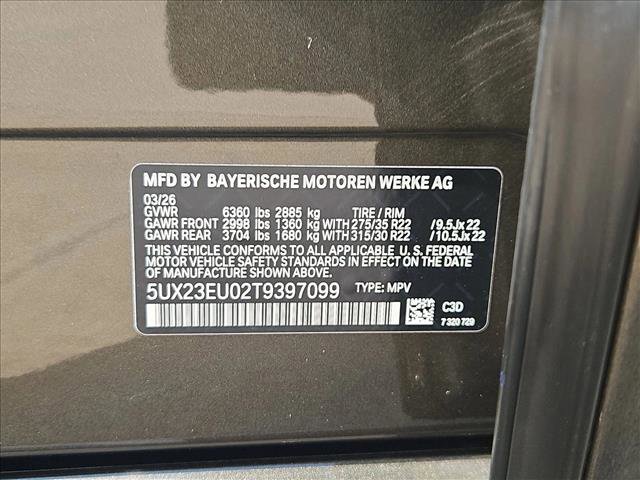 MFD BY BAYERISCHE MOTOREN WERKE AG
03/26
GVWR 6360 lbs 2885 kg TIRE / RIM
GAWR FRONT 2998 lbs 1360 kg WITH 275/35 R22 /9.5Jx22
GAWR REAR 3704 lbs 1680 kg WITH 315/30 R22 /10.5Jx22
THIS VEHICLE CONFORMS TO ALL APPLICABLE U. S. FEDERAL
MOTOR VEHICLE SAFETY STANDARDS IN EFFECT ON THE DATE
OF MANUFACTURE SHOWN ABOVE.
5UX23EU02T9397099 TYPE: MPV
C3D
7 320 729